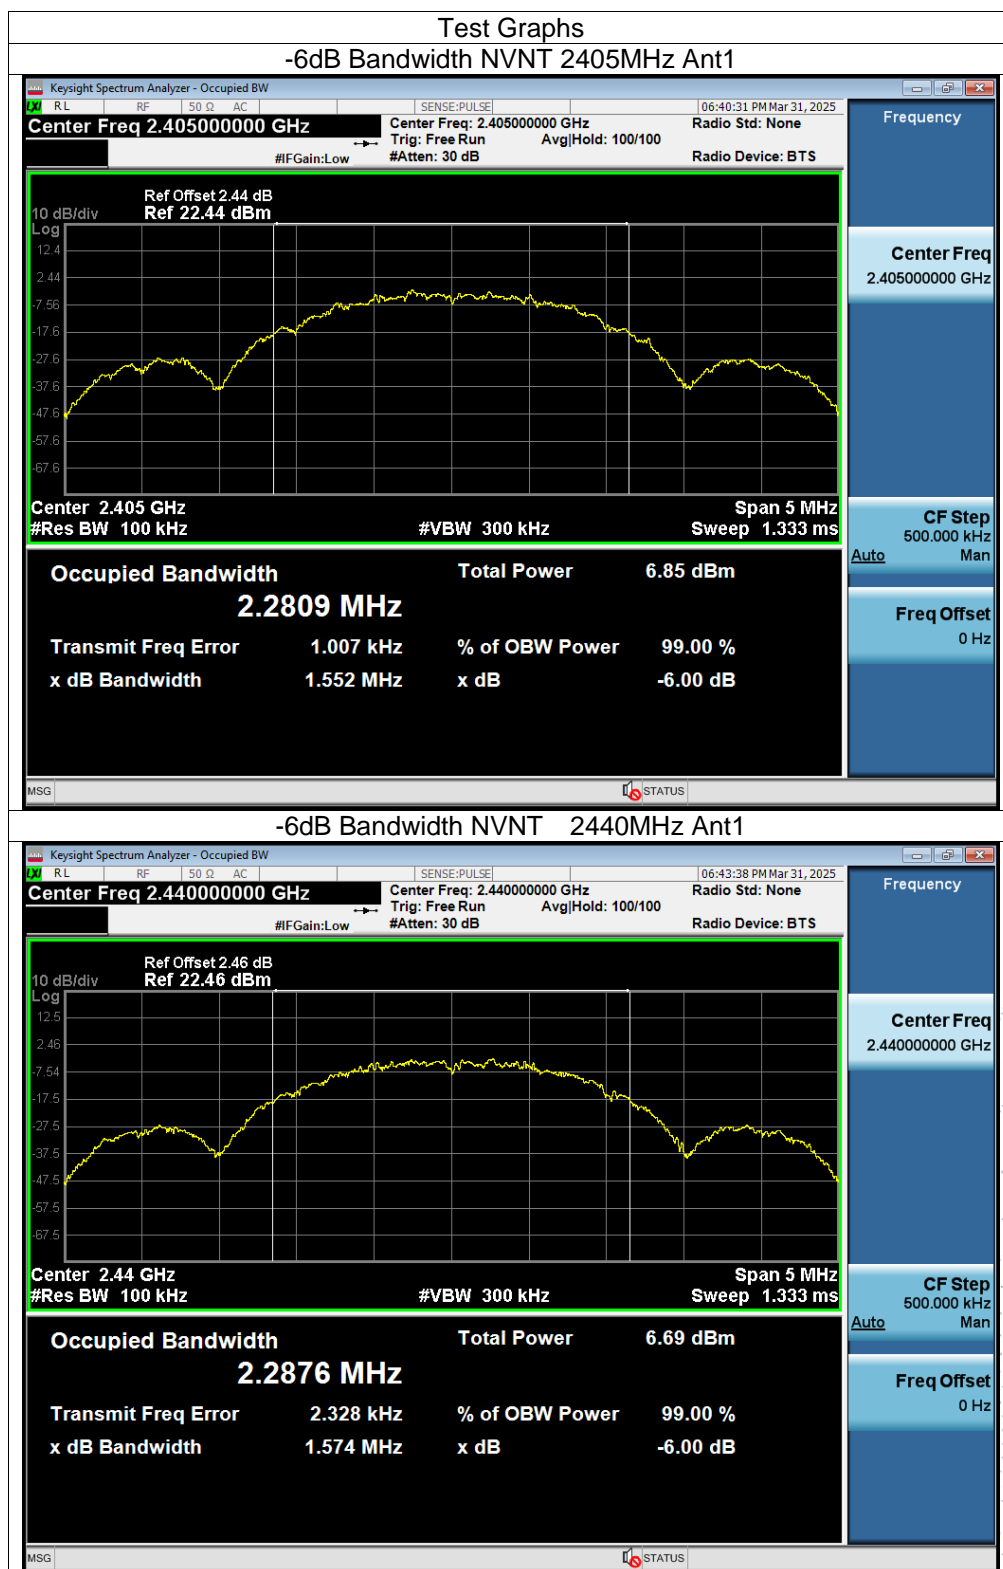 Test Graphs
-6dB Bandwidth NVNT 2405MHz Ant1
Keysight Spectrum Analyzer - Occupied BW
LXI RL RF 50 Ω AC SENSE:PULSE 06:40:31 PM Mar 31, 2025
Center Freq 2.405000000 GHz
Center Freq: 2.405000000 GHz
Radio Std: None
Trig: Free Run Avg|Hold: 100/100
#IFGain:Low #Atten: 30 dB Radio Device: BTS
Frequency
Ref Offset 2.44 dB
10 dB/div Ref 22.44 dBm
Log
12.4
2.44
-7.56
-17.6
-27.6
-37.6
-47.6
-57.6
-67.6
Center 2.405 GHz Span 5 MHz
#Res BW 100 kHz #VBW 300 kHz Sweep 1.333 ms
Center Freq
2.405000000 GHz
CF Step
500.000 kHz
Auto Man
Freq Offset
0 Hz
Occupied Bandwidth Total Power 6.85 dBm
2.2809 MHz
Transmit Freq Error 1.007 kHz % of OBW Power 99.00 %
x dB Bandwidth 1.552 MHz x dB -6.00 dB
MSG STATUS
-6dB Bandwidth NVNT 2440MHz Ant1
Keysight Spectrum Analyzer - Occupied BW
LXI RL RF 50 Ω AC SENSE:PULSE 06:43:38 PM Mar 31, 2025
Center Freq 2.440000000 GHz
Center Freq: 2.440000000 GHz
Radio Std: None
Trig: Free Run Avg|Hold: 100/100
#IFGain:Low #Atten: 30 dB Radio Device: BTS
Frequency
Ref Offset 2.46 dB
10 dB/div Ref 22.46 dBm
Log
12.5
2.46
-7.54
-17.5
-27.5
-37.5
-47.5
-57.5
-67.5
Center 2.44 GHz Span 5 MHz
#Res BW 100 kHz #VBW 300 kHz Sweep 1.333 ms
Center Freq
2.440000000 GHz
CF Step
500.000 kHz
Auto Man
Freq Offset
0 Hz
Occupied Bandwidth Total Power 6.69 dBm
2.2876 MHz
Transmit Freq Error 2.328 kHz % of OBW Power 99.00 %
x dB Bandwidth 1.574 MHz x dB -6.00 dB
MSG STATUS